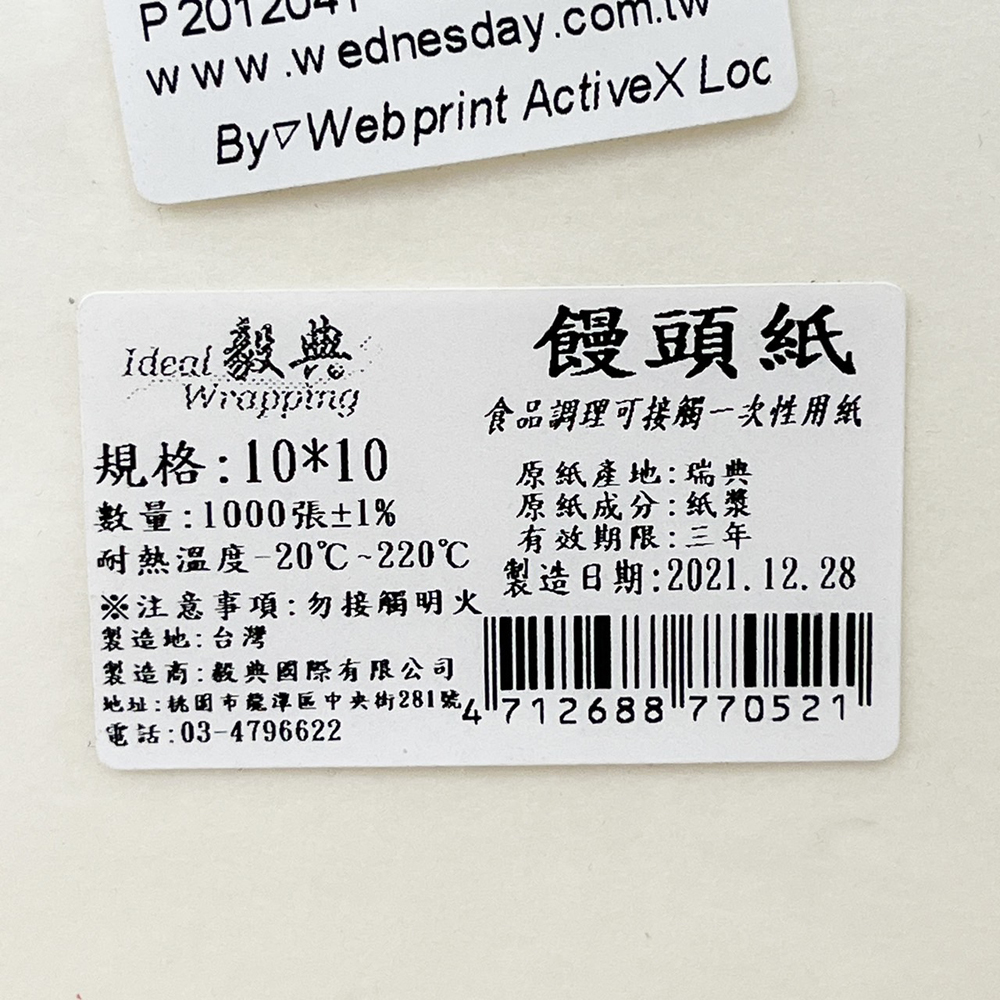 P2012041
www.wednesday.com.tw
By▽Webprint ActiveX Loc
Ideal 毅典
Wrapping
饅頭紙
食品調理可接觸一次性用紙
規格:10*10
數量:1000張±1%
耐熱溫度-20℃~220℃
※注意事項:勿接觸明火
製造地:台灣
製造商:毅典國際有限公司
地址:桃園市龍潭區中央街281號
電話:03-4796622
原紙產地:瑞典
原紙成分:紙漿
有效期限:三年
製造日期:2021.12.28
4 712688 770521